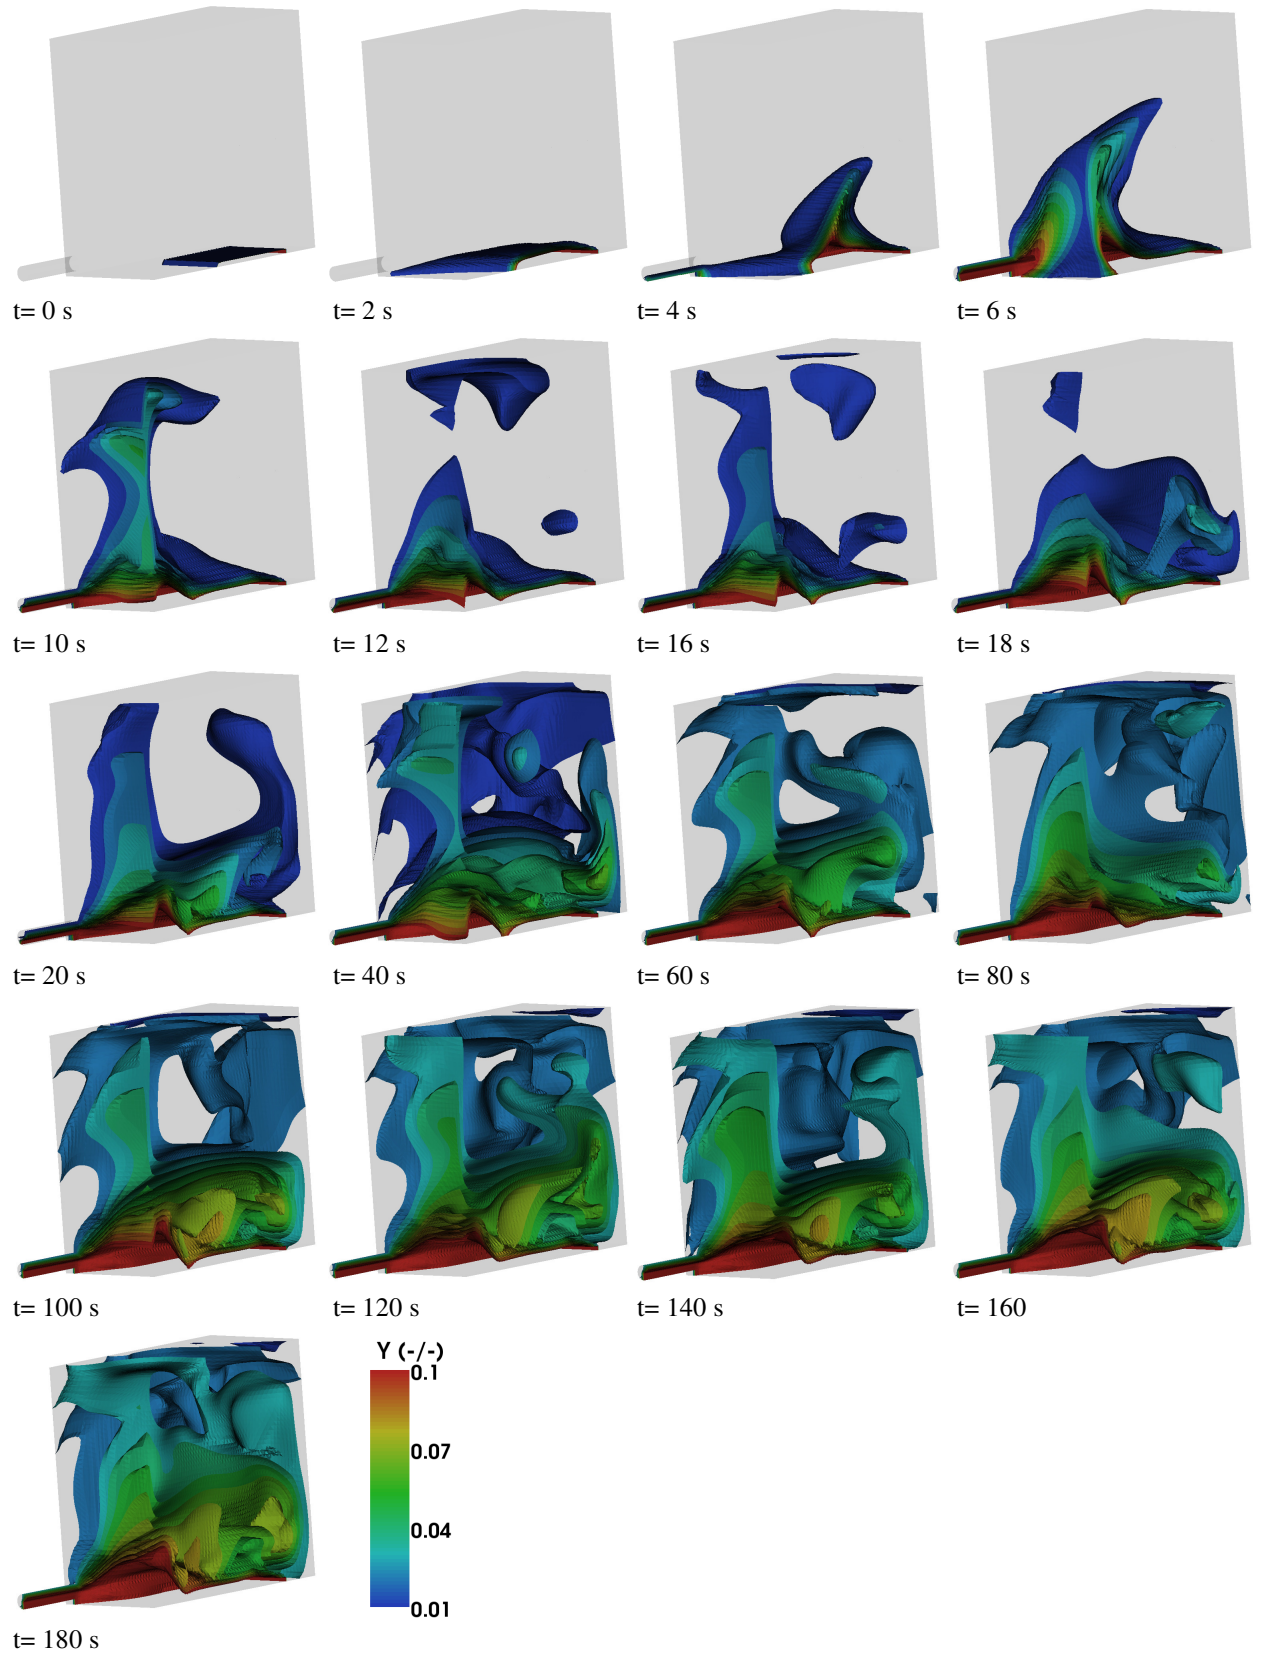 t= 0 s
t= 2 s
t= 4 s
t= 6 s
t= 10 s
t= 12 s
t= 16 s
t= 18 s
t= 20 s
t= 40 s
t= 60 s
t= 80 s
t= 100 s
t= 120 s
t= 140 s
t= 160
Y (-/-)
0.1
0.07
0.04
0.01
t= 180 s